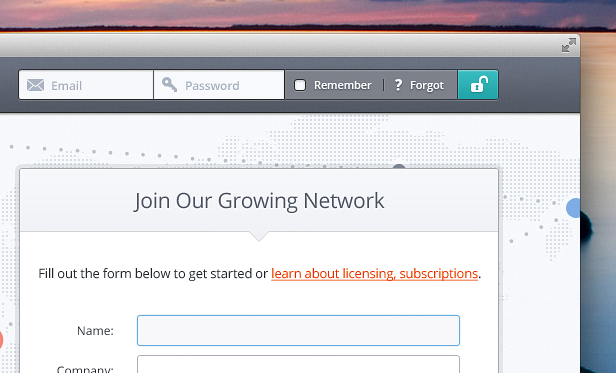 Email Password Remember ? Forgot
Join Our Growing Network
Fill out the form below to get started or learn about licensing, subscriptions.
Name:
Company: